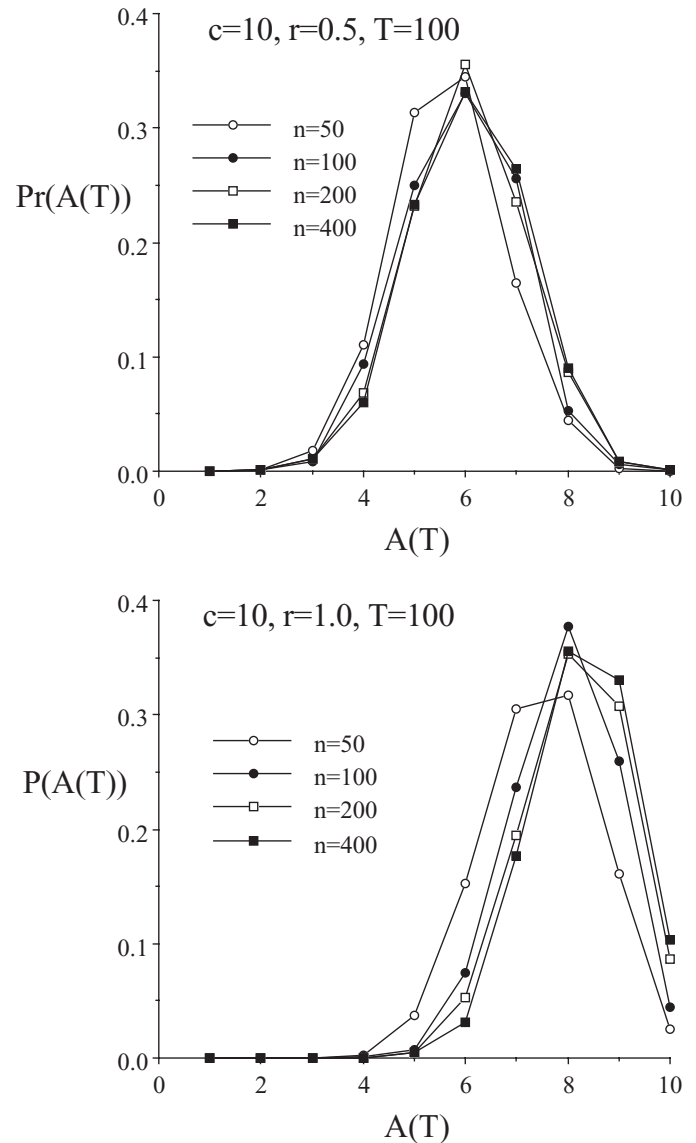 0.4
c=10, r=0.5, T=100
n=50
0.3
n=100
n=200
Pr(A(T))
n=400
0.2
0.1
0.0
0 2 4 6 8 10
A(T)
0.4
c=10, r=1.0, T=100
0.3
n=50
P(A(T))
n=100
n=200
0.2
n=400
0.1
0.0
0 2 4 6 8 10
A(T)